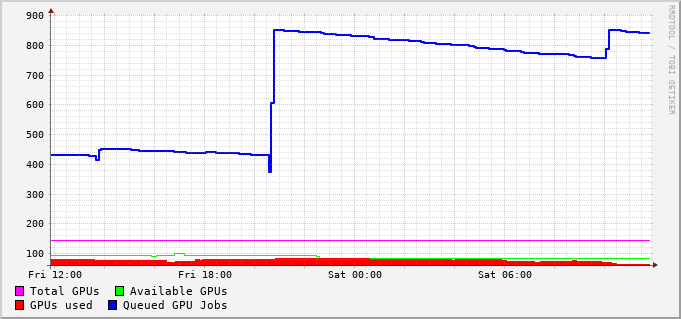 900
800
700
600
500
400
300
200
100
Fri 12:00 Fri 18:00 Sat 00:00 Sat 06:00
Total GPUs Available GPUs
GPUs used Queued GPU Jobs
RRDTOOL / TOBI OETIKER